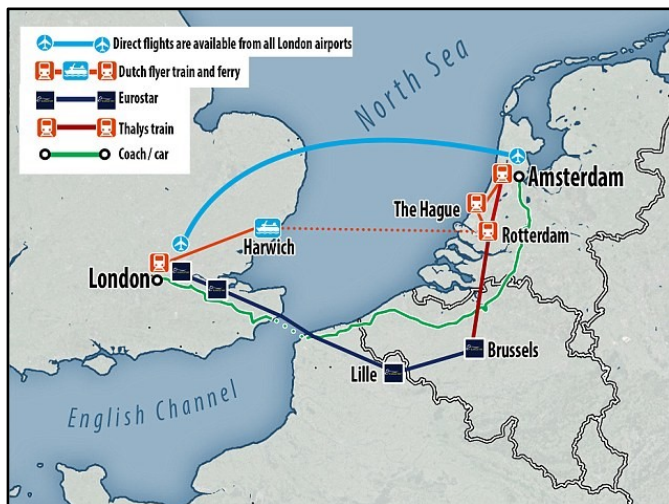 Direct flights are available from all London airports
Dutch flyer train and ferry
Eurostar
Thalys train
Coach / car
North Sea
Amsterdam
The Hague
Rotterdam
Harwich
London
Brussels
Lille
English Channel